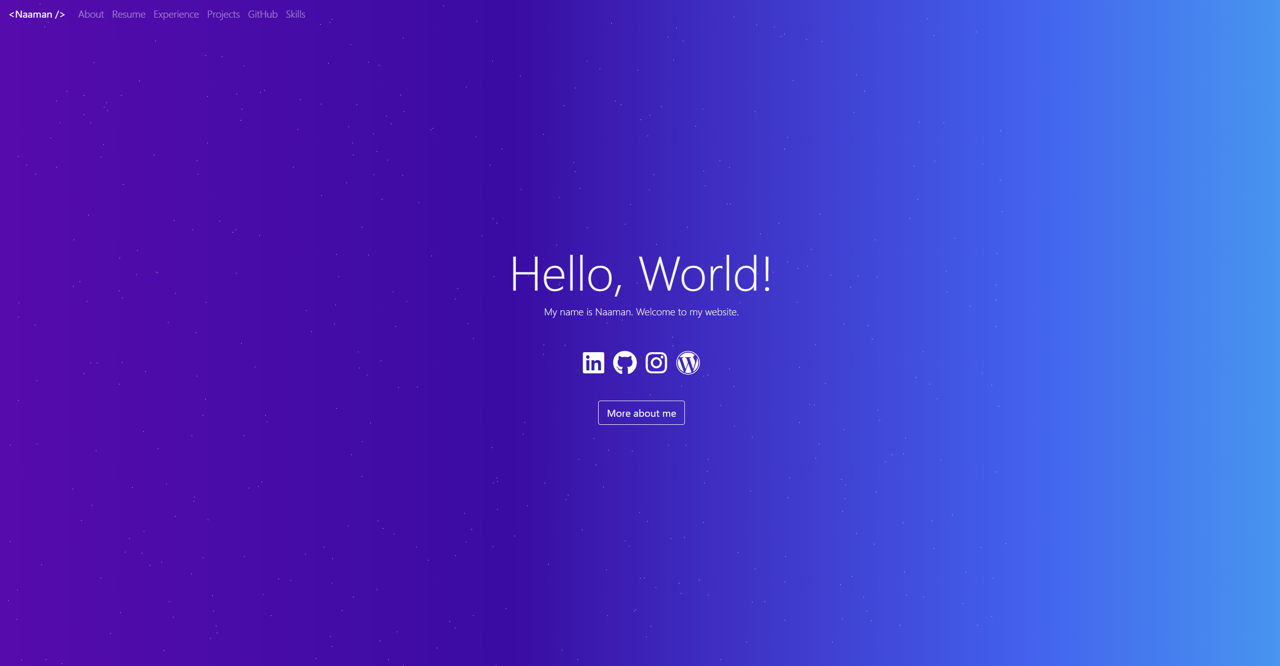 <Naaman /> About Resume Experience Projects GitHub Skills
Hello, World!
My name is Naaman. Welcome to my website.
in
More about me